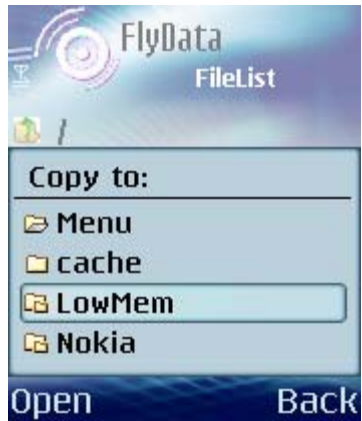 FlyData
FileList
/
Copy to:
Menu
cache
LowMem
Nokia
Open Back